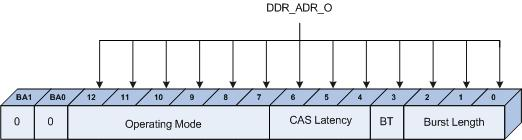 DDR_ADR_O
BA1 BA0 12 11 10 9 8 7 6 5 4 3 2 1 0
0 0 Operating Mode CAS Latency BT Burst Length